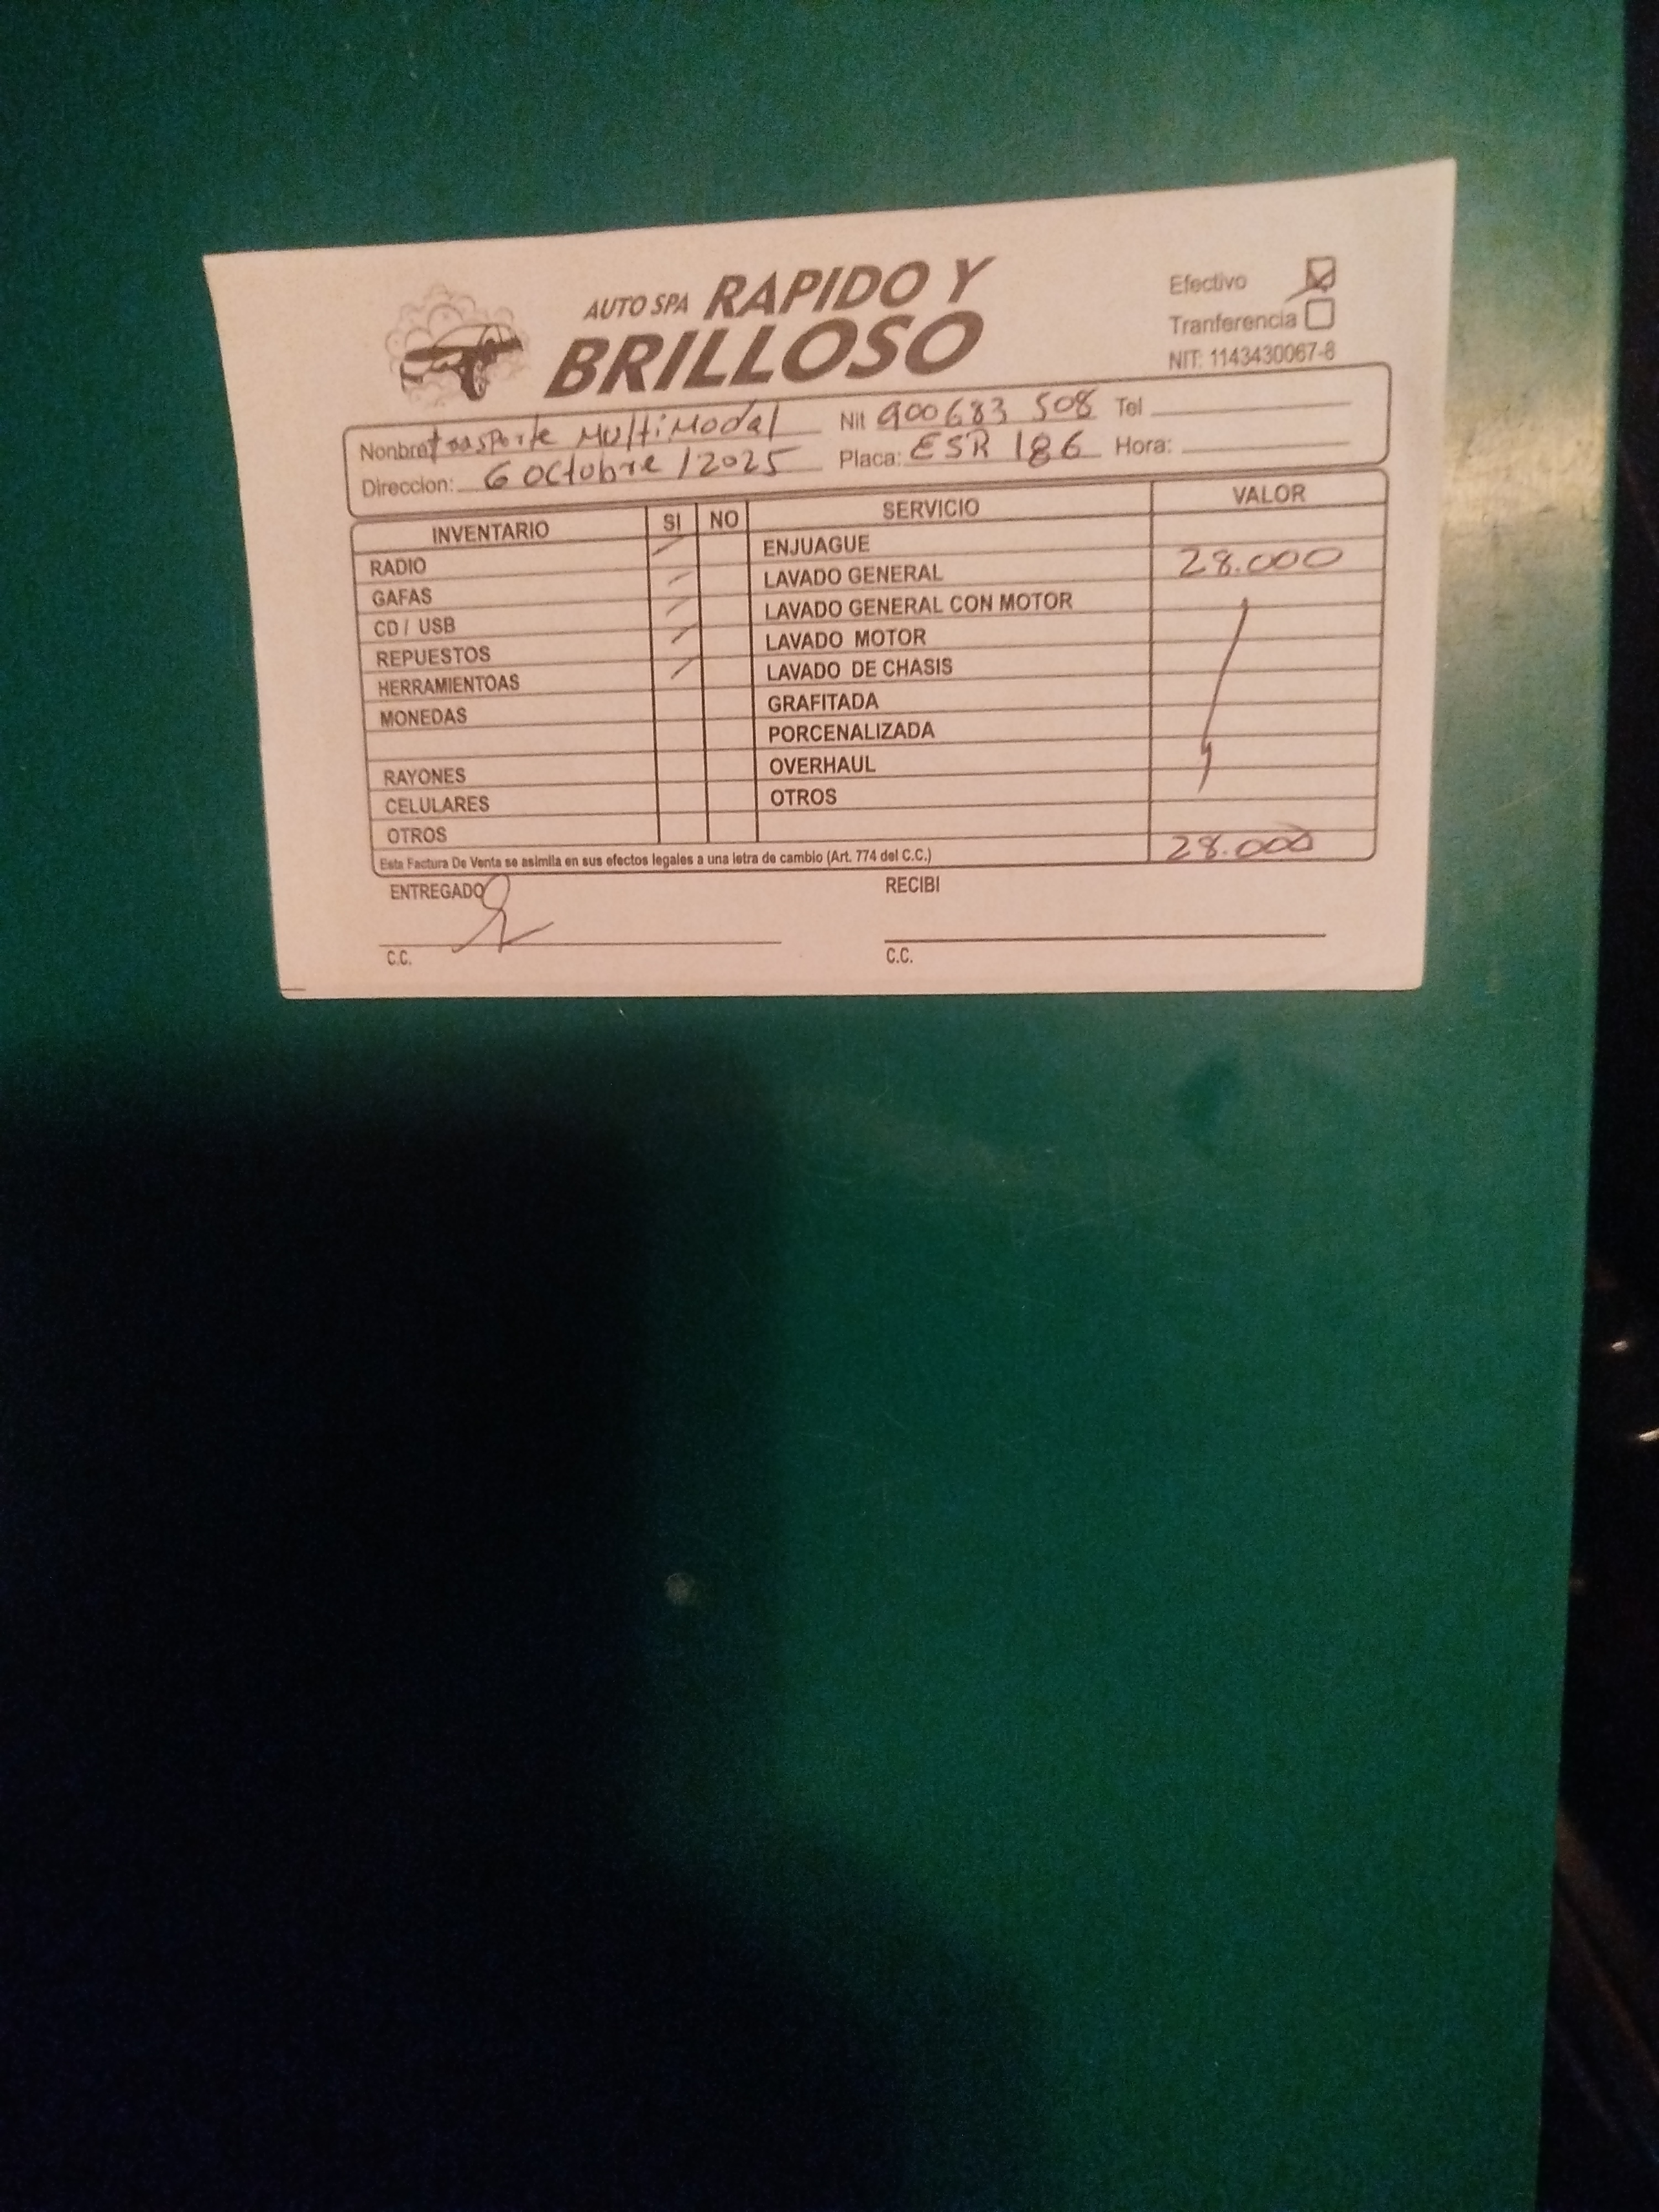 AUTO SPA RAPIDO Y
BRILLOSO
Efectivo
Tranferencia
NIT: 1143430067-8
Nonbre trasporte Multimodal Nit 900683 508 Tel
Direccion: 6 Octubre / 2025 Placa: ESR 186 Hora:
INVENTARIO SI NO SERVICIO VALOR
RADIO ENJUAGUE
GAFAS LAVADO GENERAL 28.000
CD / USB LAVADO GENERAL CON MOTOR
REPUESTOS LAVADO MOTOR
HERRAMIENTOAS LAVADO DE CHASIS
MONEDAS GRAFITADA
PORCENALIZADA
RAYONES OVERHAUL
CELULARES OTROS
OTROS
Esta Factura De Venta se asimila en sus efectos legales a una letra de cambio (Art. 774 del C.C.) 28.000
ENTREGADO RECIBI
C.C. C.C.